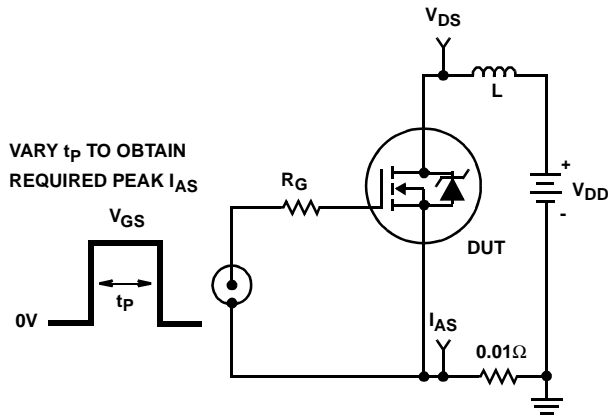 V_DS
L
VARY t_P TO OBTAIN
REQUIRED PEAK I_AS
R_G
+
V_DD
-
V_GS
DUT
t_P
0V
I_AS
0.01Ω